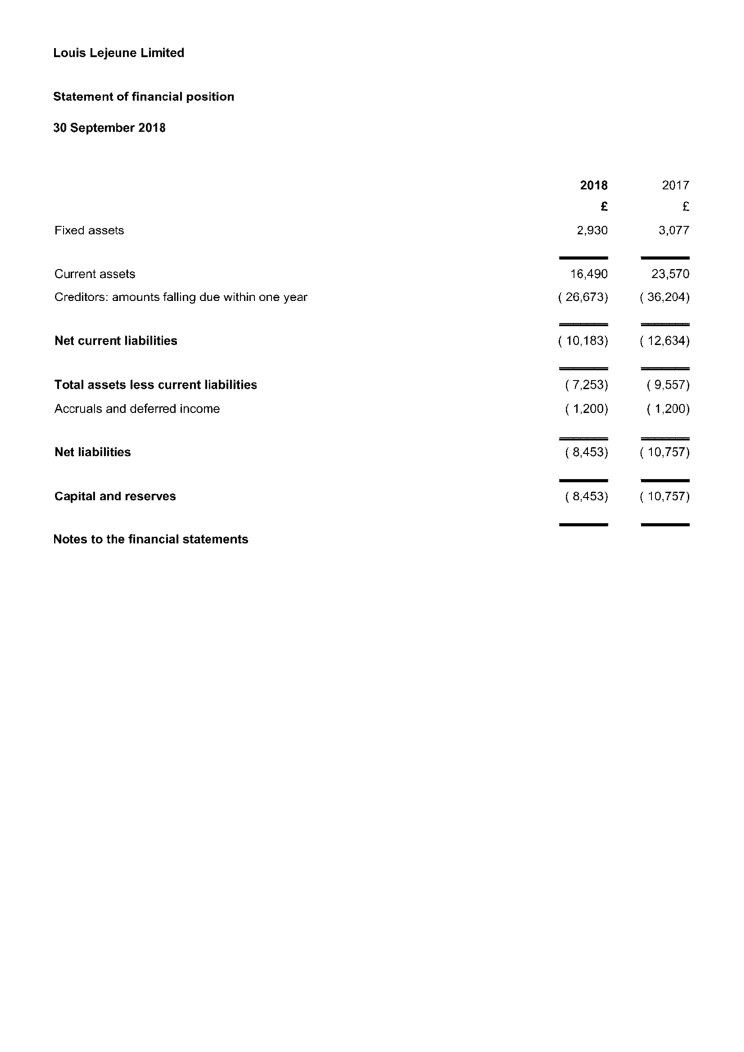 Louis Lejeune Limited
Statement of financial position
30 September 2018
2018 2017
£ £
Fixed assets 2,930 3,077
Current assets 16,490 23,570
Creditors: amounts falling due within one year ( 26,673) ( 36,204)
Net current liabilities ( 10,183) ( 12,634)
Total assets less current liabilities ( 7,253) ( 9,557)
Accruals and deferred income ( 1,200) ( 1,200)
Net liabilities ( 8,453) ( 10,757)
Capital and reserves ( 8,453) ( 10,757)
Notes to the financial statements